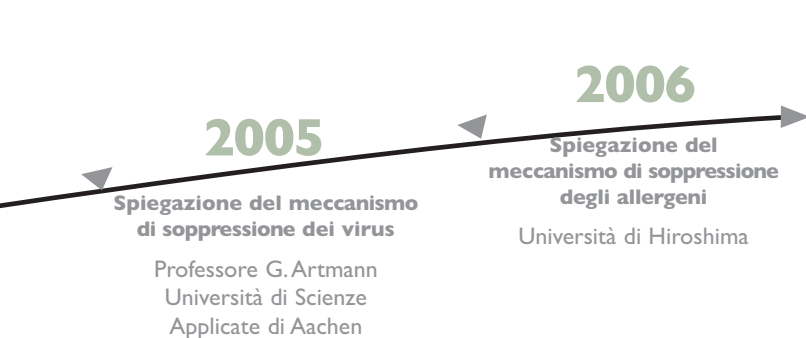 2005
Spiegazione del meccanismo
di soppressione dei virus
Professore G. Artmann
Università di Scienze
Applicate di Aachen
2006
Spiegazione del
meccanismo di soppressione
degli allergeni
Università di Hiroshima